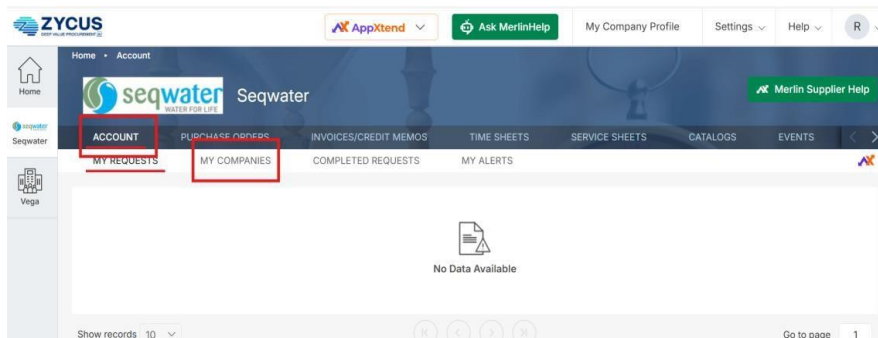 ZYCUS
DEEP VALUE PROCUREMENT AI
AppXtend
Ask MerlinHelp
My Company Profile
Settings
Help
R
Home
Home • Account
seqwater
WATER FOR LIFE
Seqwater
Merlin Supplier Help
seqwater
Seqwater
ACCOUNT
PURCHASE ORDERS
INVOICES/CREDIT MEMOS
TIME SHEETS
SERVICE SHEETS
CATALOGS
EVENTS
MY REQUESTS
MY COMPANIES
COMPLETED REQUESTS
MY ALERTS
Vega
No Data Available
Show records 10
Go to page 1